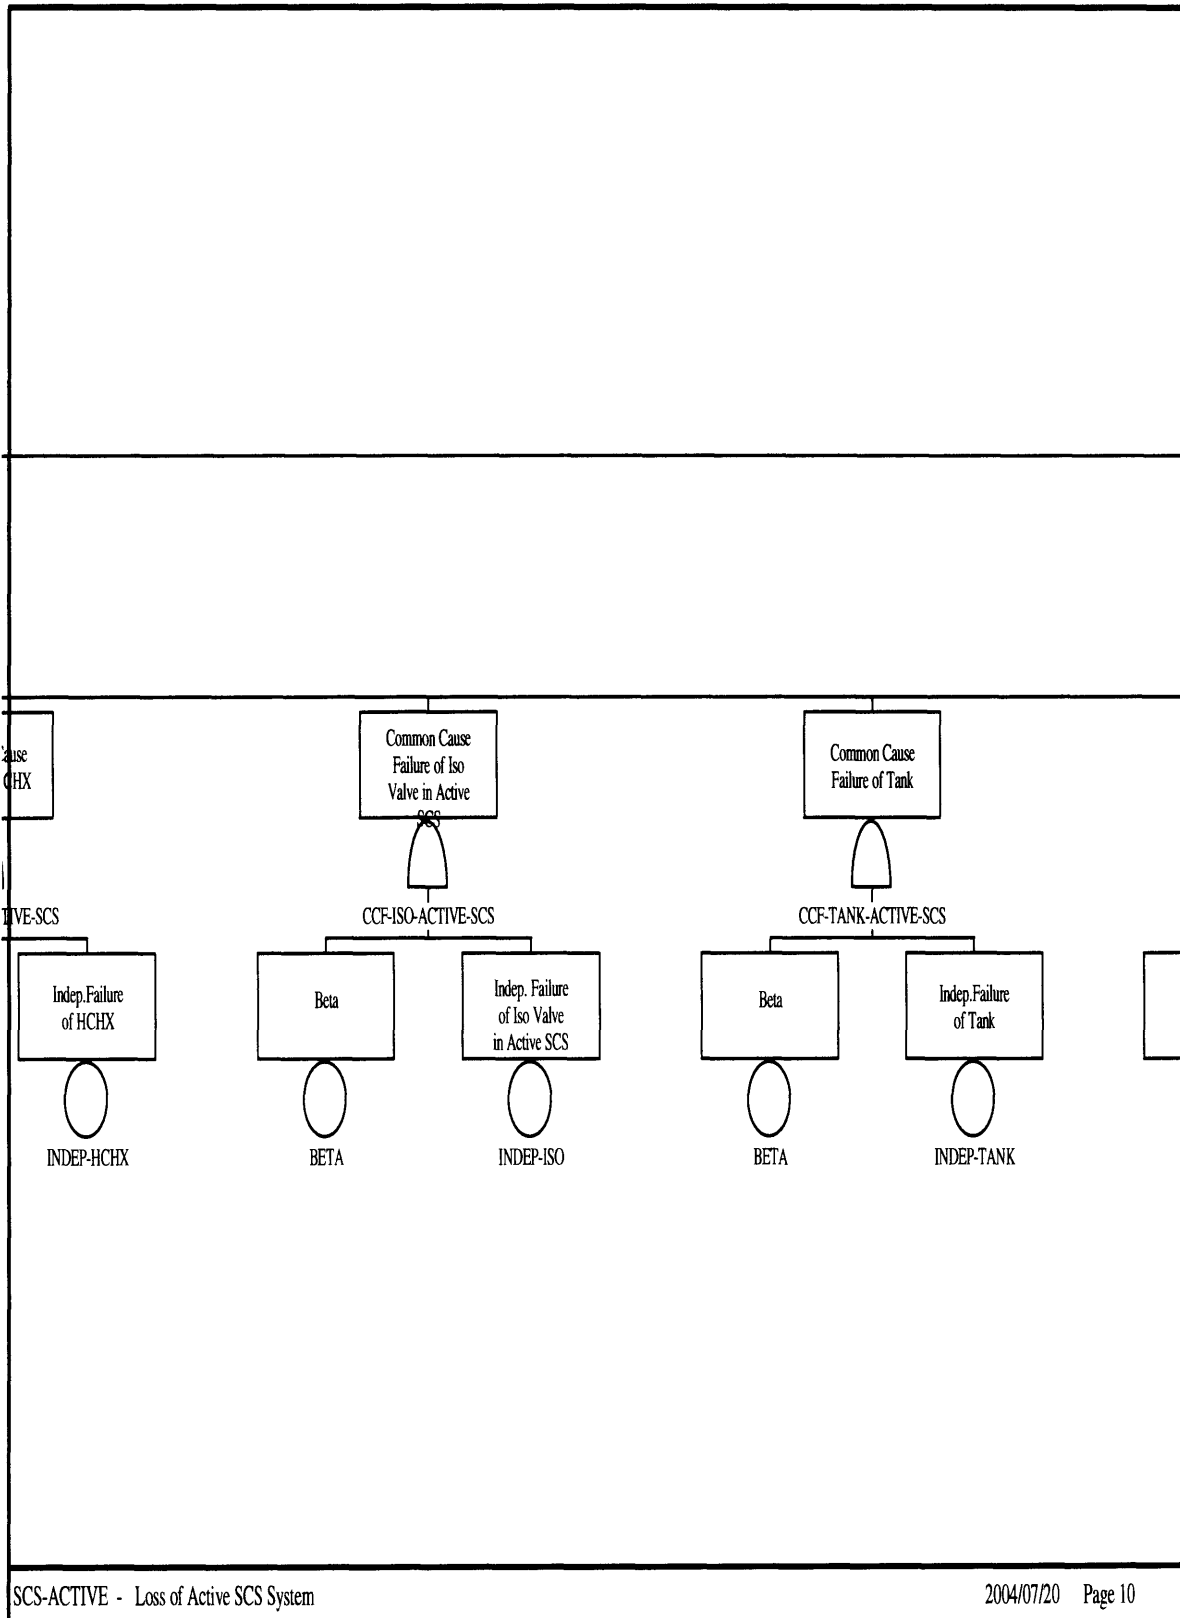 CHX
Common Cause
Failure of Iso
Valve in Active
SCS
Common Cause
Failure of Tank
CCF-ISO-ACTIVE-SCS
CCF-TANK-ACTIVE-SCS
TIVE-SCS
Indep.Failure
of HCHX
Beta
Indep. Failure
of Iso Valve
in Active SCS
Beta
Indep.Failure
of Tank
INDEP-HCHX
BETA
INDEP-ISO
BETA
INDEP-TANK
SCS-ACTIVE - Loss of Active SCS System
2004/07/20 Page 10